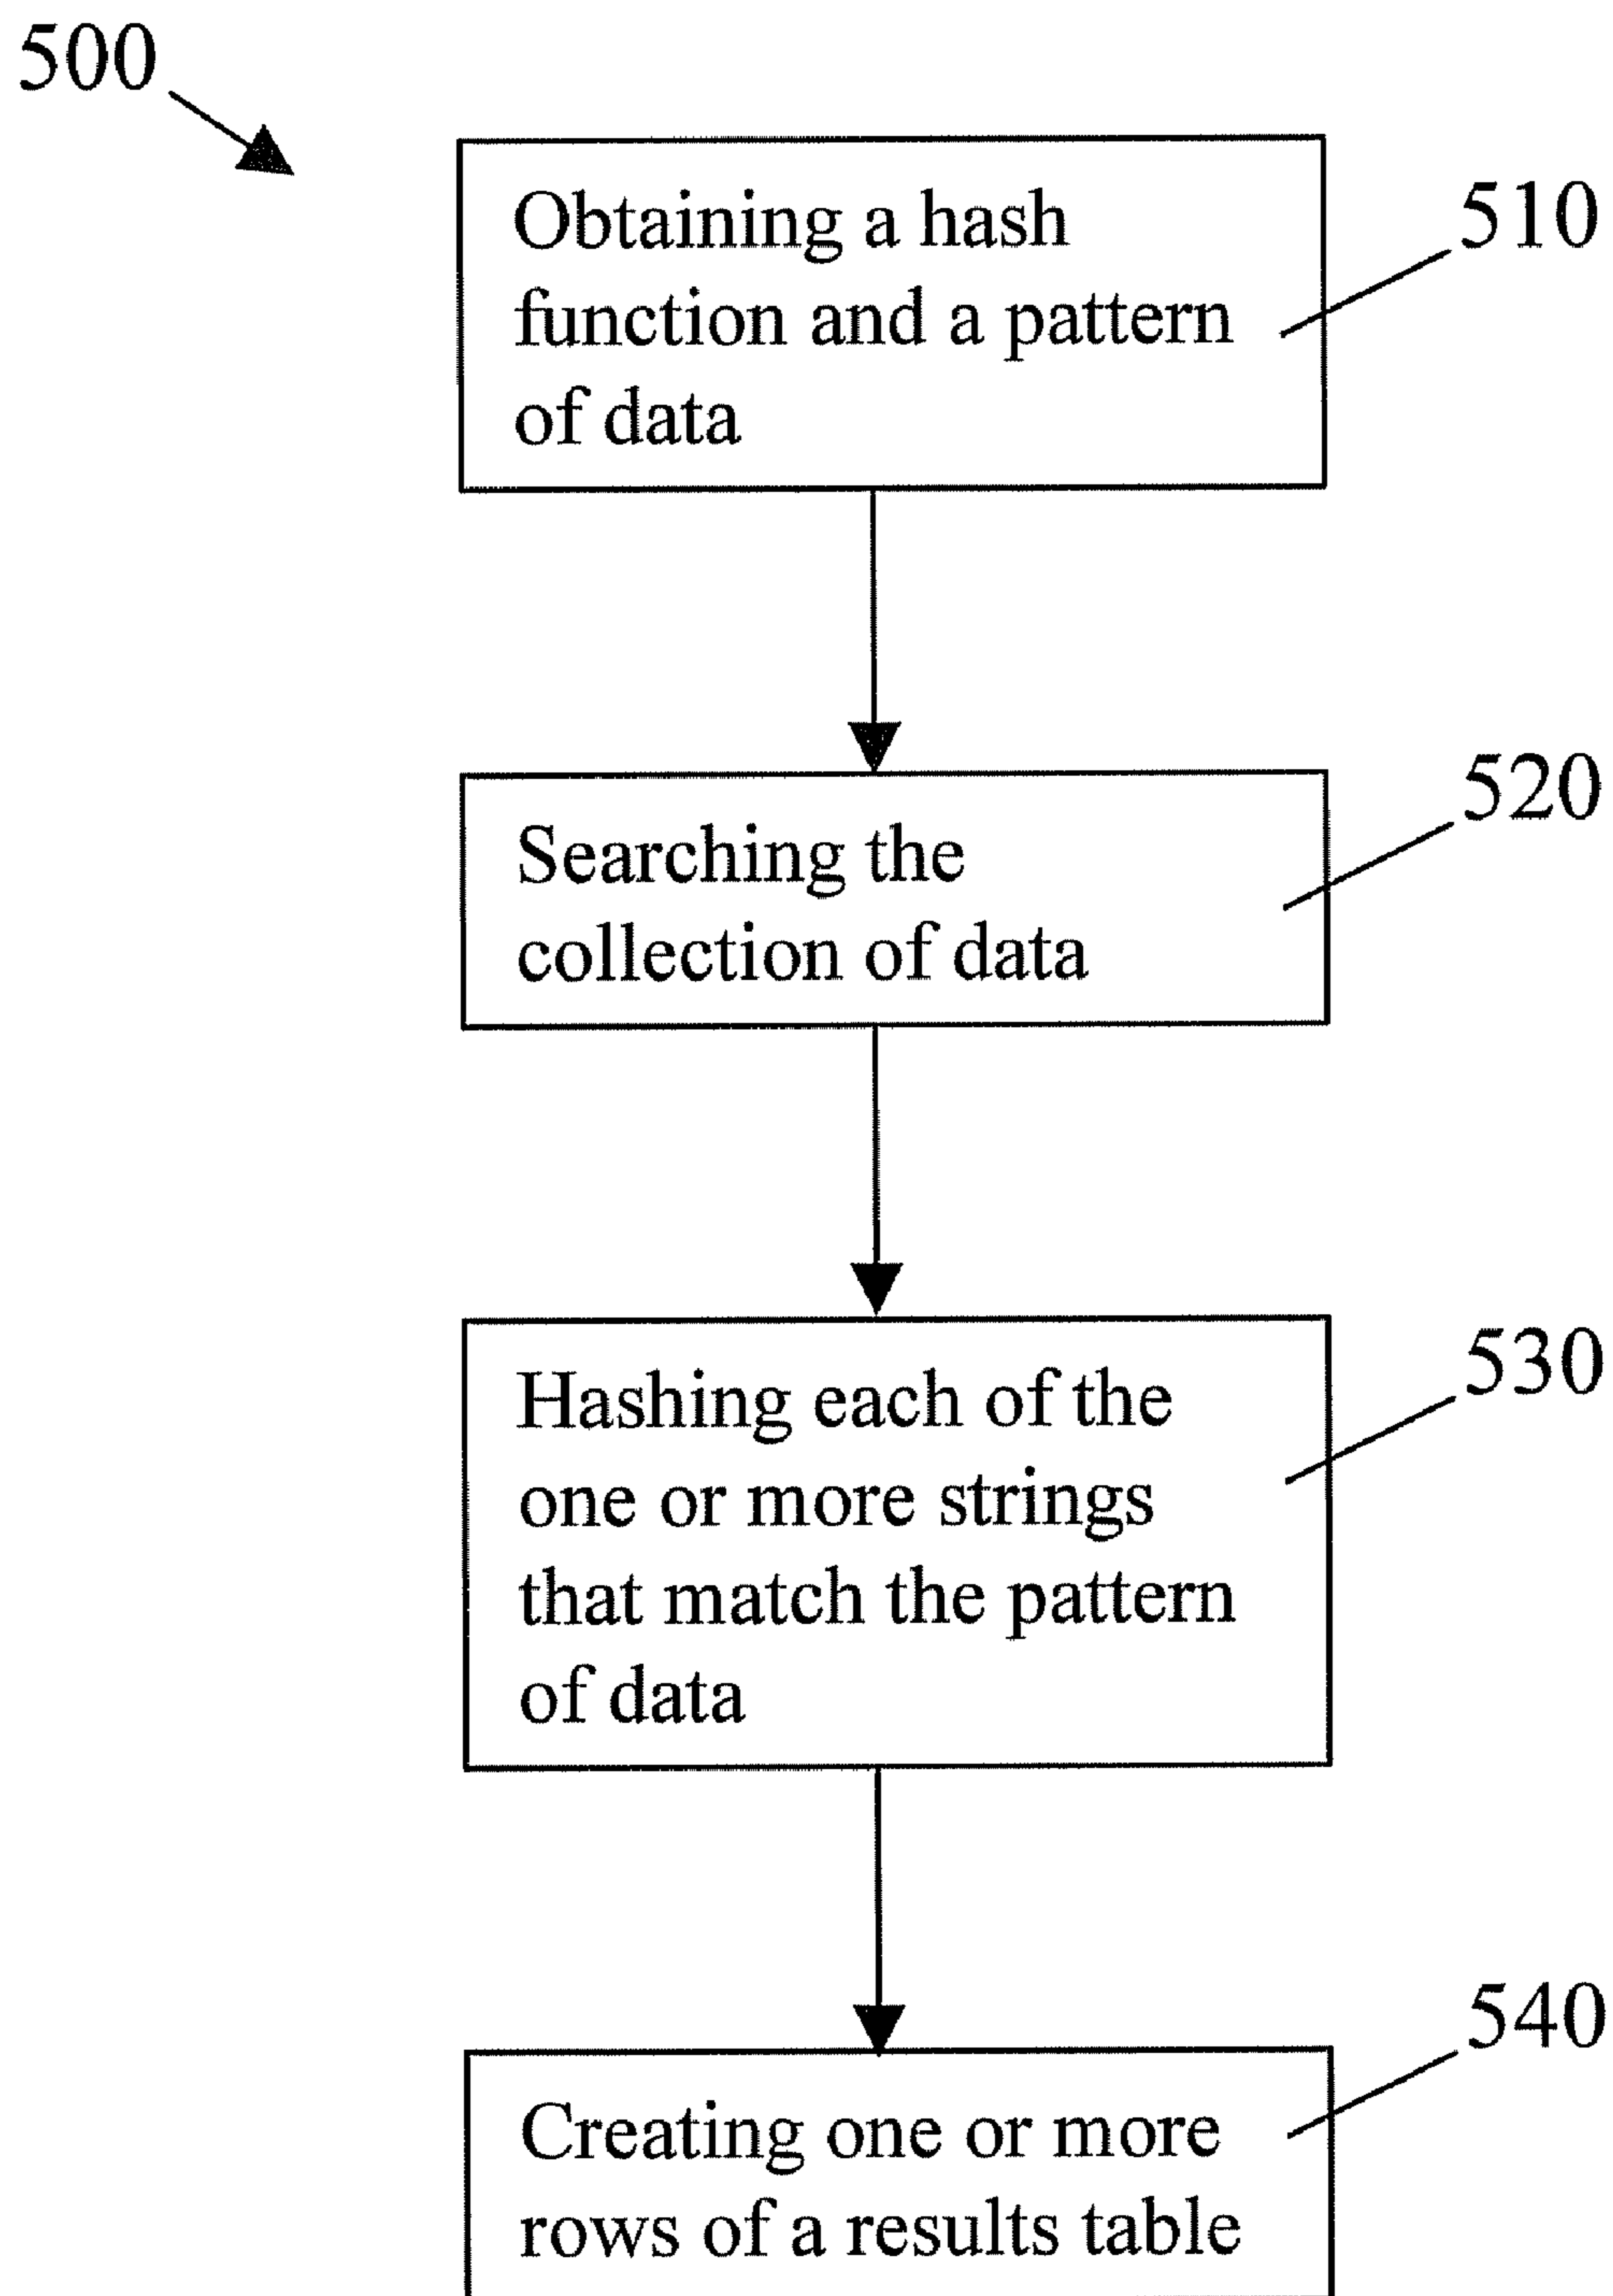 500
Obtaining a hash
function and a pattern
of data
510
Searching the
collection of data
520
Hashing each of the
one or more strings
that match the pattern
of data
530
Creating one or more
rows of a results table
540